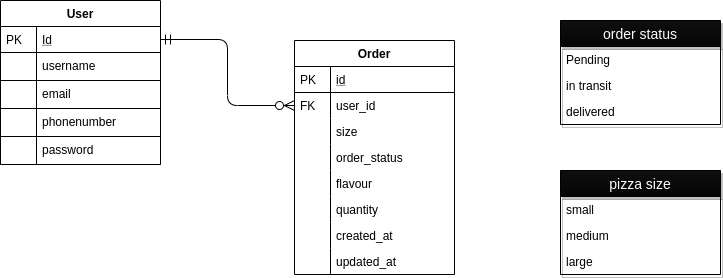 User
PK Id
username
email
phonenumber
password
Order
PK id
FK user_id
size
order_status
flavour
quantity
created_at
updated_at
order status
Pending
in transit
delivered
pizza size
small
medium
large